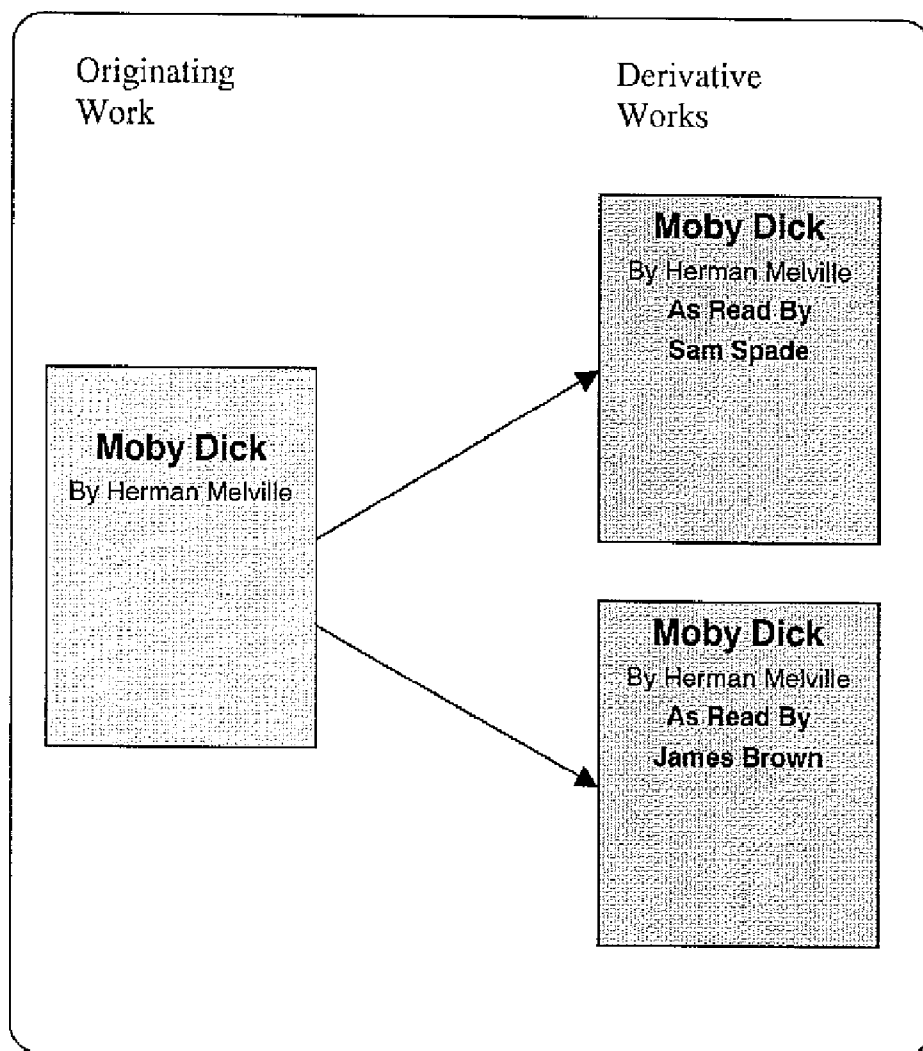 Originating
Work
Derivative
Works
Moby Dick
By Herman Melville
Moby Dick
By Herman Melville
As Read By
Sam Spade
Moby Dick
By Herman Melville
As Read By
James Brown